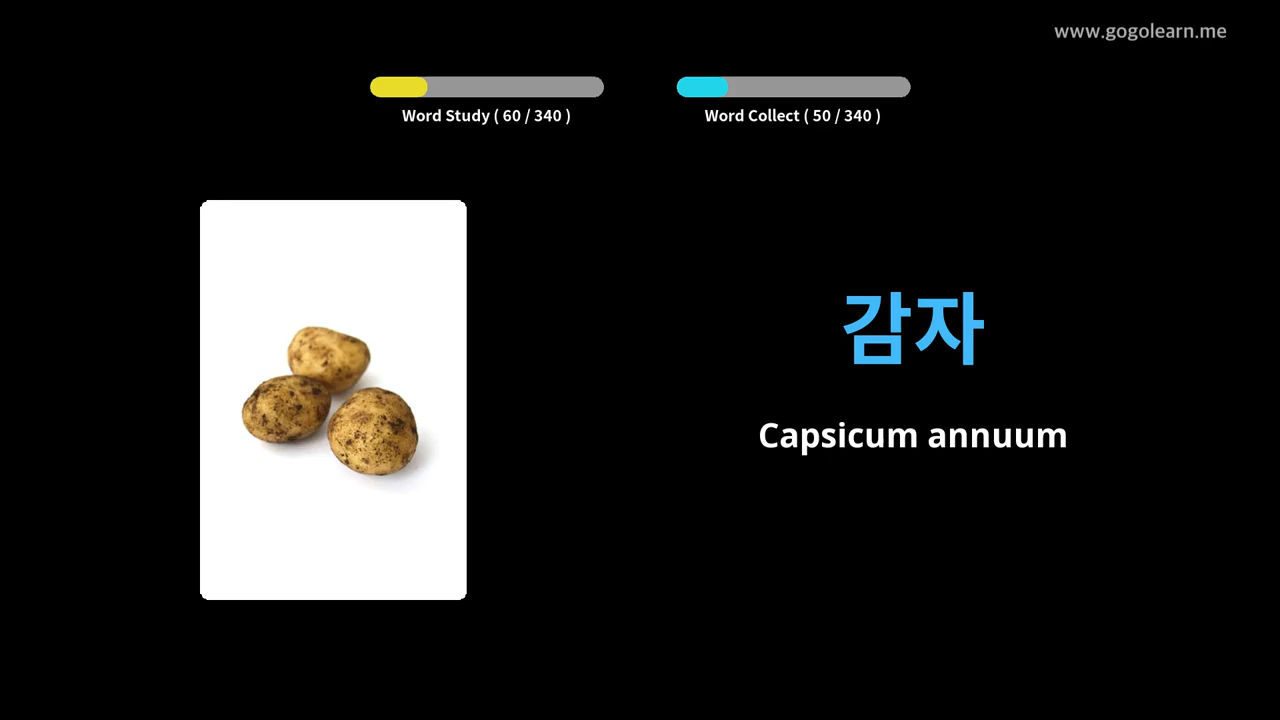 www.gogolearn.me
Word Study ( 60 / 340 )
Word Collect ( 50 / 340 )
감자
Capsicum annuum